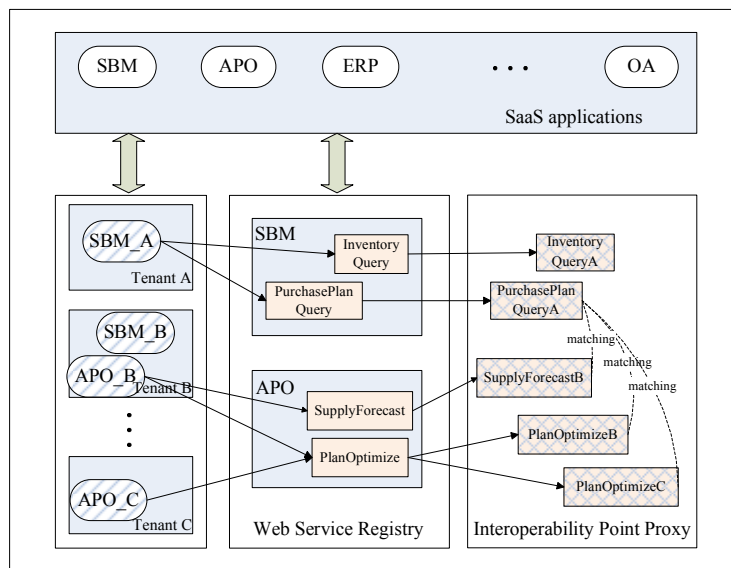 SBM
APO
ERP
. . .
OA
SaaS applications
SBM_A
Tenant A
SBM_B
APO_B
Tenant B
APO_C
Tenant C
SBM
Inventory
Query
PurchasePlan
Query
APO
SupplyForecast
PlanOptimize
Web Service Registry
Inventory
QueryA
PurchasePlan
QueryA
matching
matching
matching
SupplyForecastB
PlanOptimizeB
PlanOptimizeC
Interoperability Point Proxy